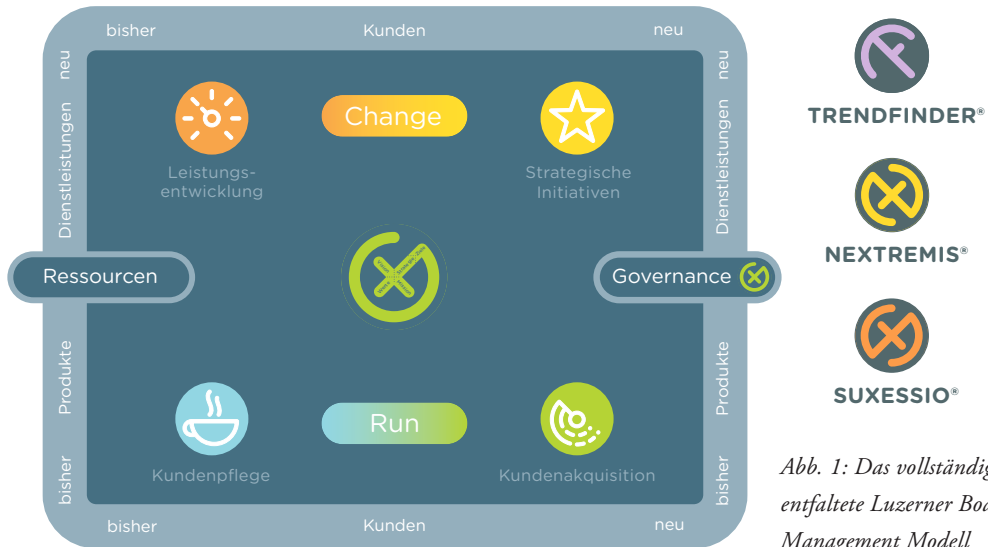 bisher Kunden neu
neu
Dienstleistungen
neu
Dienstleistungen
Change
Leistungs-
entwicklung
Strategische
Initiativen
Ressourcen
Governance
Produkte
bisher
Produkte
bisher
Run
Kundenpflege
Kundenakquisition
bisher Kunden neu
TRENDFINDER®
NEXTREMIS®
SUXESSIO®
Abb. 1: Das vollständig
entfaltete Luzerner Boa
Management Modell